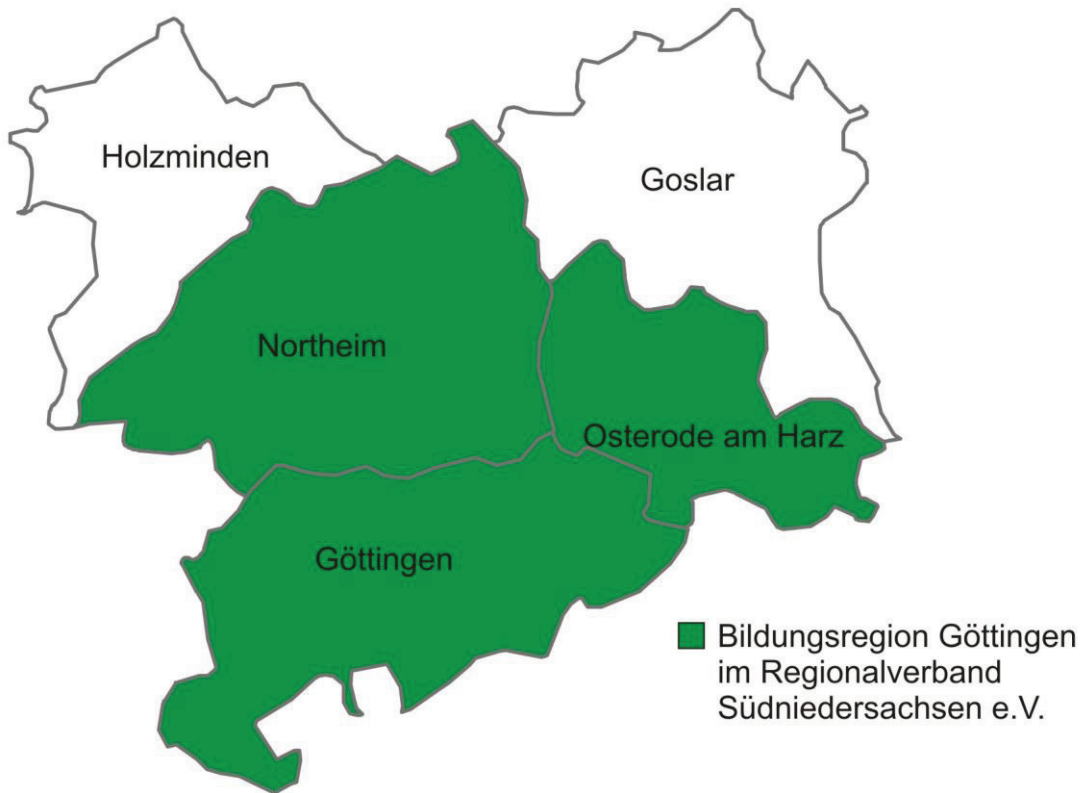 Holzminden
Goslar
Northeim
Osterode am Harz
Göttingen
Bildungsregion Göttingen
im Regionalverband
Südniedersachsen e.V.